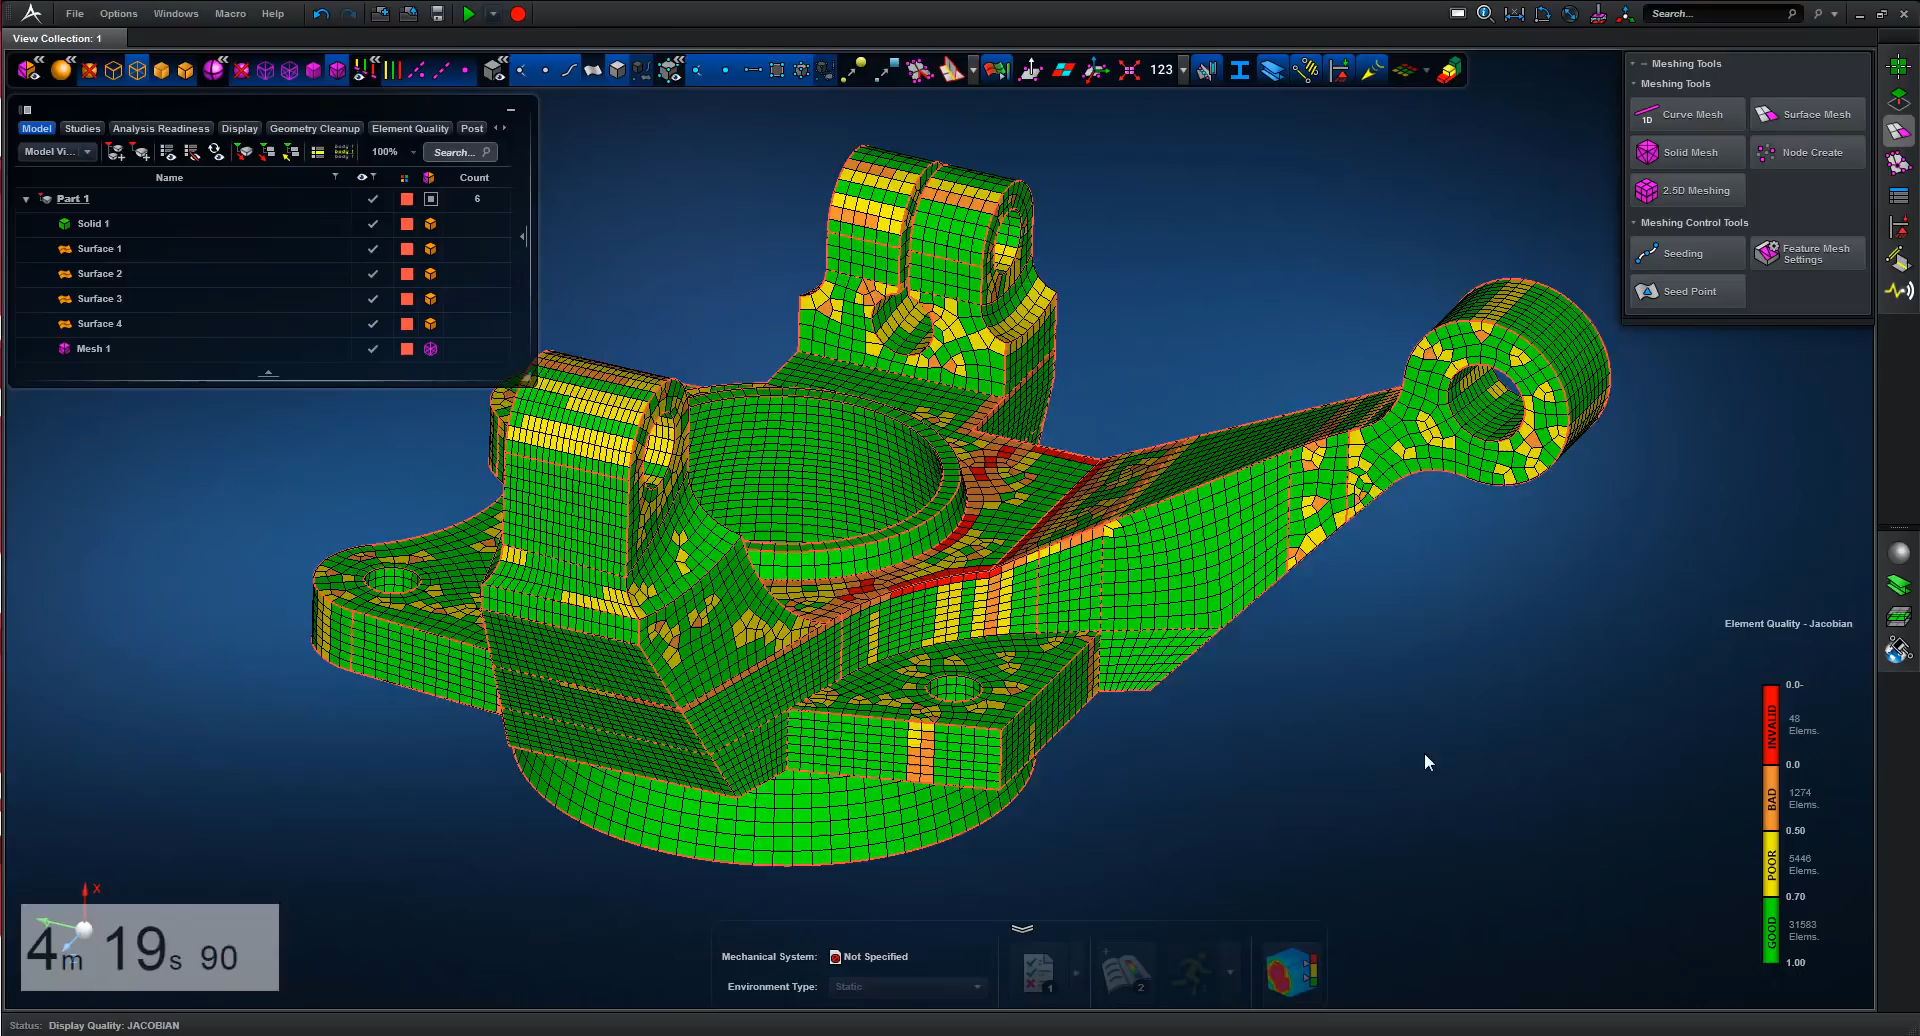 File Options Windows Macro Help
Search...
View Collection: 1
123
Model Studies Analysis Readiness Display Geometry Cleanup Element Quality Post
Model Vi... 100% Search...
Name Count
Part 1 6
Solid 1
Surface 1
Surface 2
Surface 3
Surface 4
Mesh 1
Meshing Tools
Meshing Tools
1D Curve Mesh Surface Mesh
Solid Mesh Node Create
2.5D Meshing
Meshing Control Tools
Seeding Feature Mesh Settings
Seed Point
Element Quality - Jacobian
0.0-
INVALID 48 Elems.
0.0
BAD 1274 Elems.
0.50
POOR 5446 Elems.
0.70
GOOD 31583 Elems.
1.00
X
4m 19s 90
Mechanical System: Not Specified
Environment Type: Static
1
2
Status: Display Quality: JACOBIAN